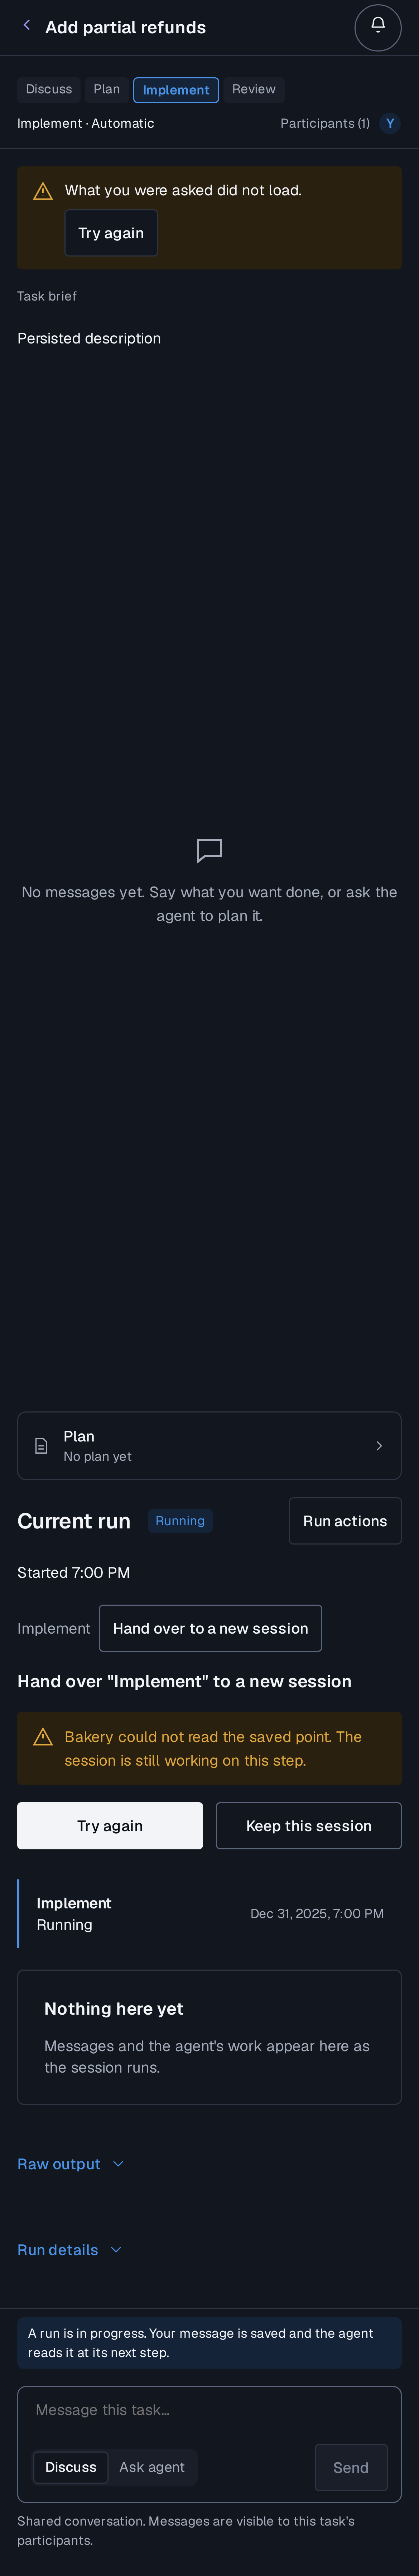 Add partial refunds
Discuss
Plan
Implement
Review
Implement · Automatic
Participants (1)
Y
What you were asked did not load.
Try again
Task brief
Persisted description
No messages yet. Say what you want done, or ask the
agent to plan it.
Plan
No plan yet
Current run
Running
Run actions
Started 7:00 PM
Implement
Hand over to a new session
Hand over "Implement" to a new session
Bakery could not read the saved point. The
session is still working on this step.
Try again
Keep this session
Implement
Running
Dec 31, 2025, 7:00 PM
Nothing here yet
Messages and the agent's work appear here as
the session runs.
Raw output
Run details
A run is in progress. Your message is saved and the agent
reads it at its next step.
Message this task...
Discuss
Ask agent
Send
Shared conversation. Messages are visible to this task's
participants.